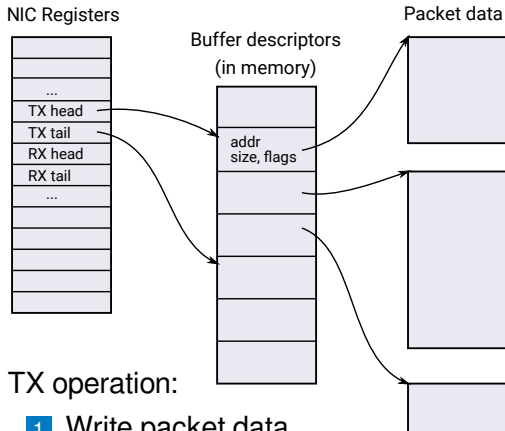 NIC Registers
Buffer descriptors
(in memory)
Packet data
...
TX head
TX tail
RX head
RX tail
...
addr
size, flags
TX operation:
1 Write packet data